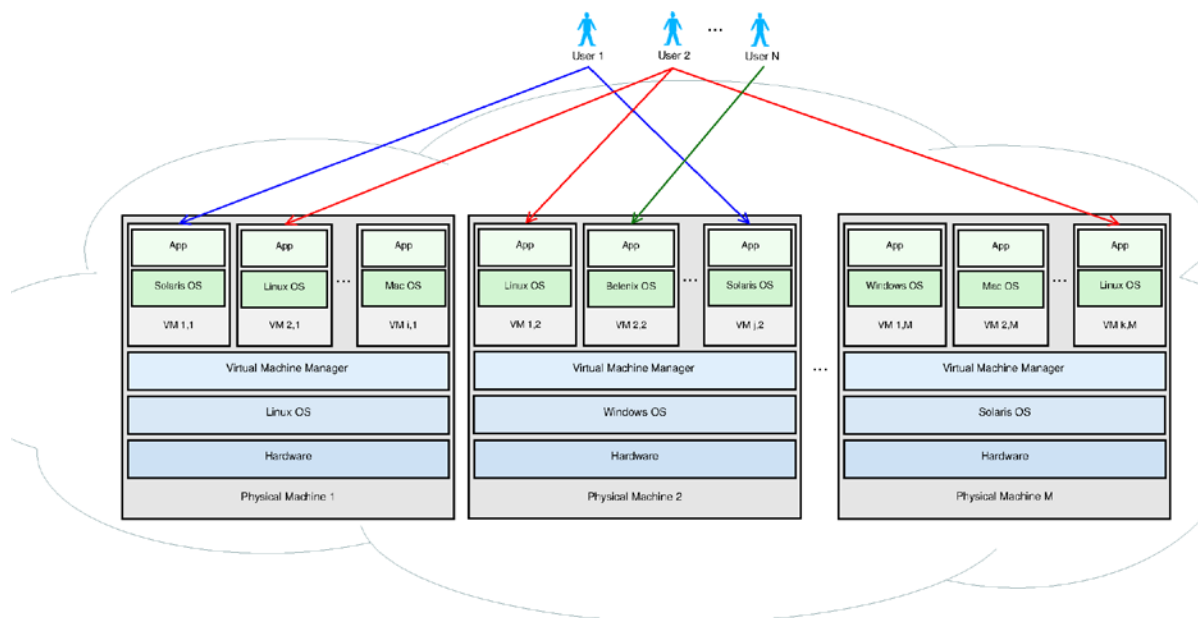 ...
User 1 User 2 User N
App App App App App App App App App
Solaris OS Linux OS ... Mac OS Linux OS Belenix OS ... Solaris OS Windows OS Mac OS ... Linux OS
VM 1,1 VM 2,1 VM i,1 VM 1,2 VM 2,2 VM j,2 VM 1,M VM 2,M VM k,M
Virtual Machine Manager Virtual Machine Manager ... Virtual Machine Manager
Linux OS Windows OS Solaris OS
Hardware Hardware Hardware
Physical Machine 1 Physical Machine 2 Physical Machine M